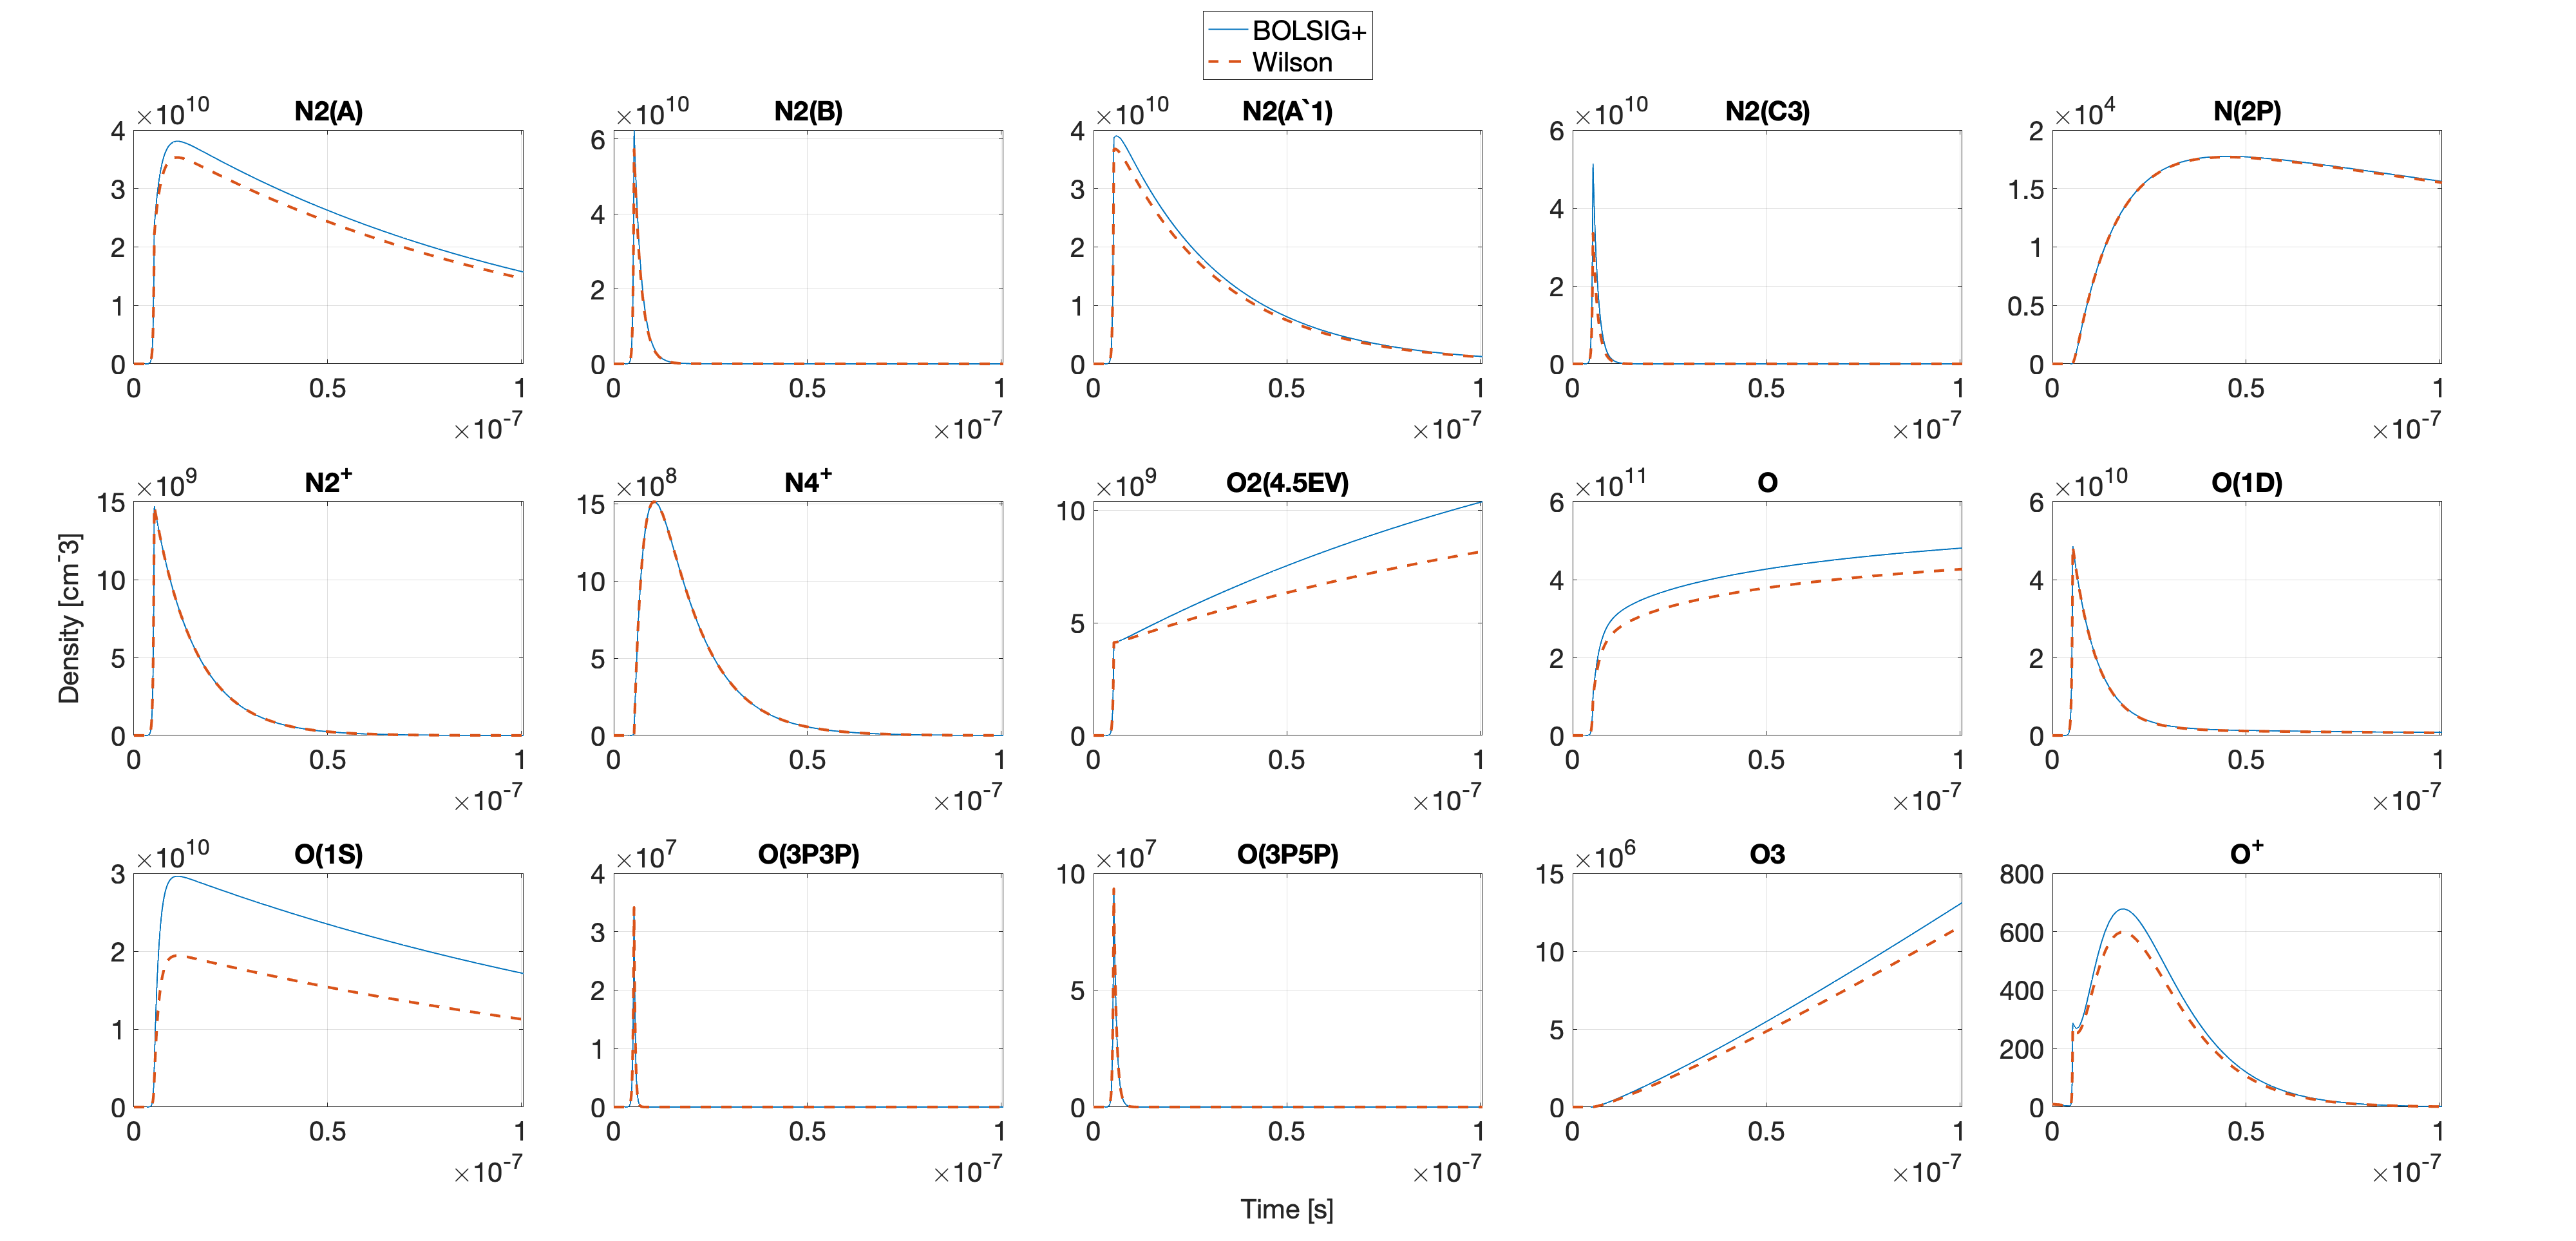 BOLSIG+
Wilson
×10^10 N2(A)
4
3
2
1
0
0 0.5 1
×10^-7
×10^10 N2(B)
6
4
2
0
0 0.5 1
×10^-7
×10^10 N2(A`1)
4
3
2
1
0
0 0.5 1
×10^-7
×10^10 N2(C3)
6
4
2
0
0 0.5 1
×10^-7
×10^4 N(2P)
2
1.5
1
0.5
0
0 0.5 1
×10^-7
Density [cm^-3]
×10^9 N2^+
15
10
5
0
0 0.5 1
×10^-7
×10^8 N4^+
15
10
5
0
0 0.5 1
×10^-7
×10^9 O2(4.5EV)
10
5
0
0 0.5 1
×10^-7
×10^11 O
6
4
2
0
0 0.5 1
×10^-7
×10^10 O(1D)
6
4
2
0
0 0.5 1
×10^-7
×10^10 O(1S)
3
2
1
0
0 0.5 1
×10^-7
×10^7 O(3P3P)
4
3
2
1
0
0 0.5 1
×10^-7
×10^7 O(3P5P)
10
5
0
0 0.5 1
×10^-7
×10^6 O3
15
10
5
0
0 0.5 1
×10^-7
O^+
800
600
400
200
0
0 0.5 1
×10^-7
Time [s]